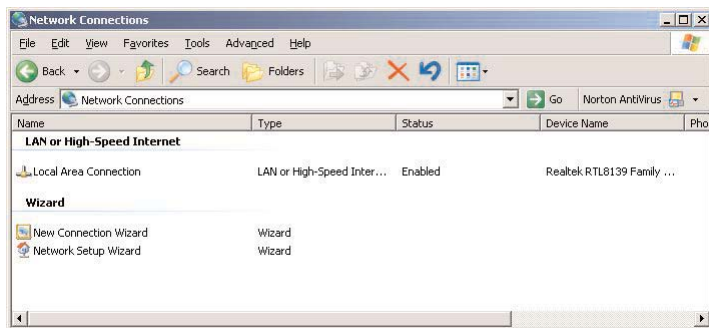 Network Connections
File Edit View Favorites Tools Advanced Help
Back Search Folders
Address Network Connections Go Norton AntiVirus
Name Type Status Device Name Pho
LAN or High-Speed Internet
Local Area Connection LAN or High-Speed Inter... Enabled Realtek RTL8139 Family ...
Wizard
New Connection Wizard Wizard
Network Setup Wizard Wizard